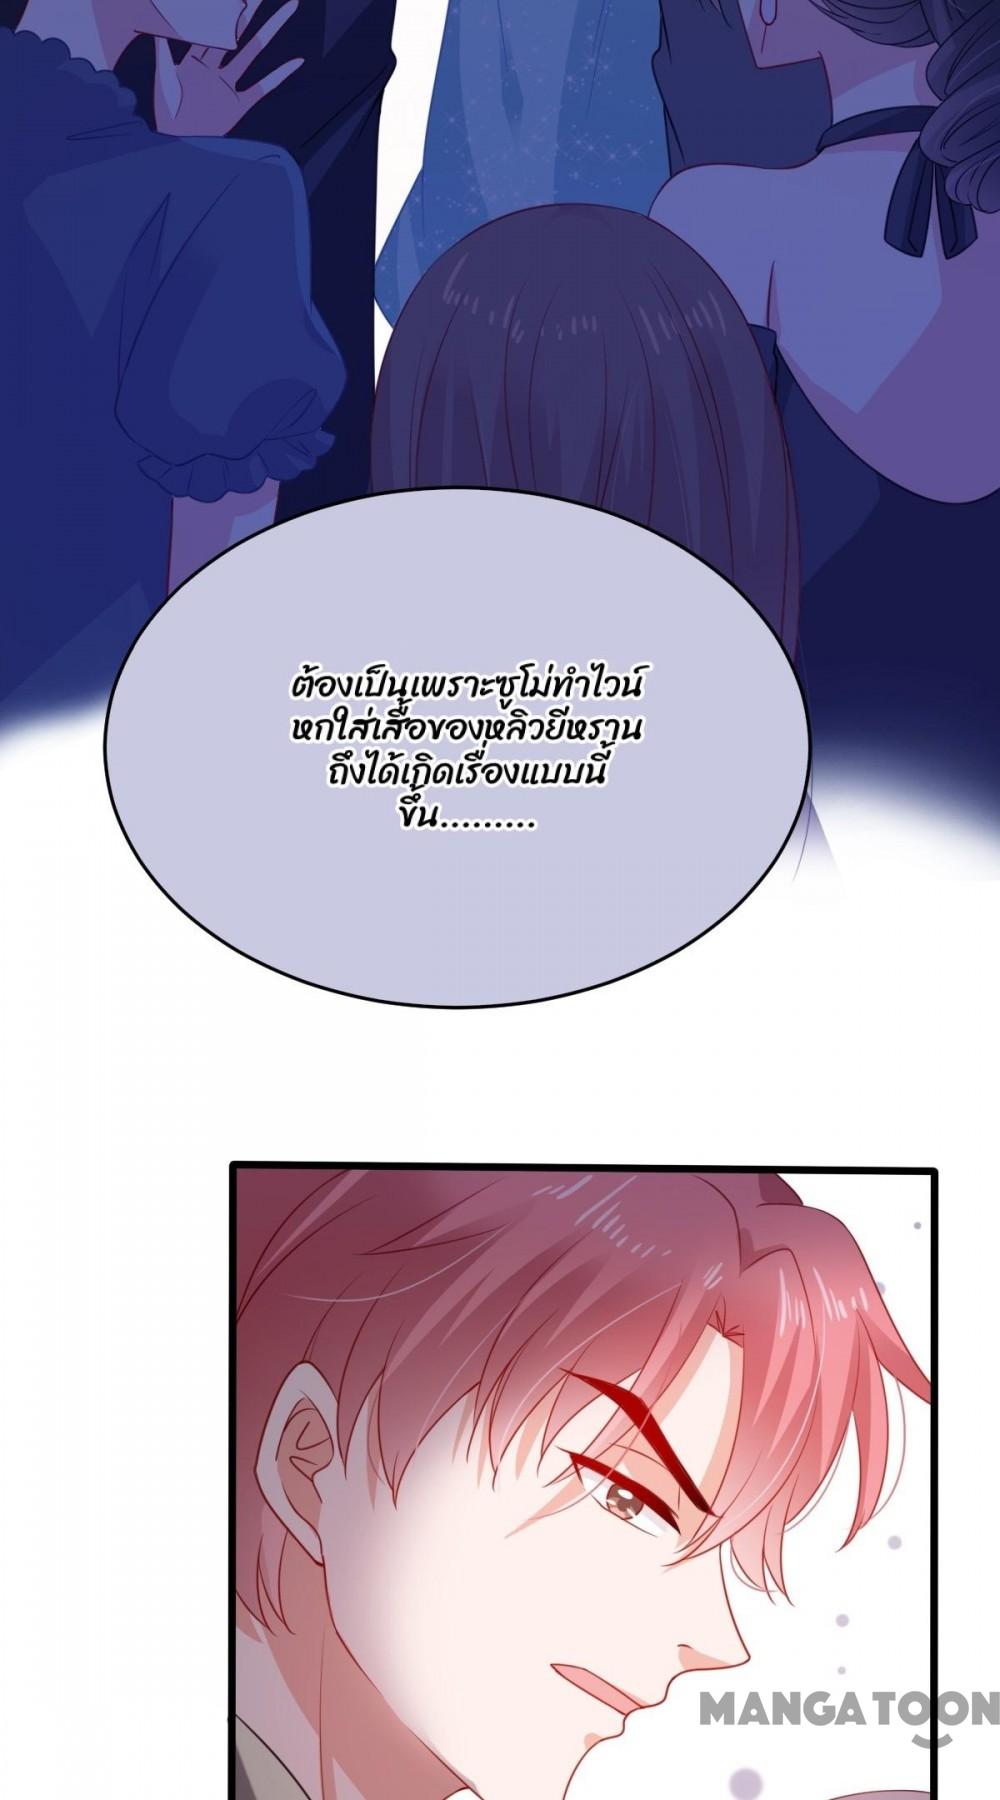 ต้องเป็นเพราะซูโม่ทำไวน์
หกใส่เสื้อของหลิวยีหราน
ถึงได้เกิดเรื่องแบบนี้
ขึ้น.........
MANGATOON